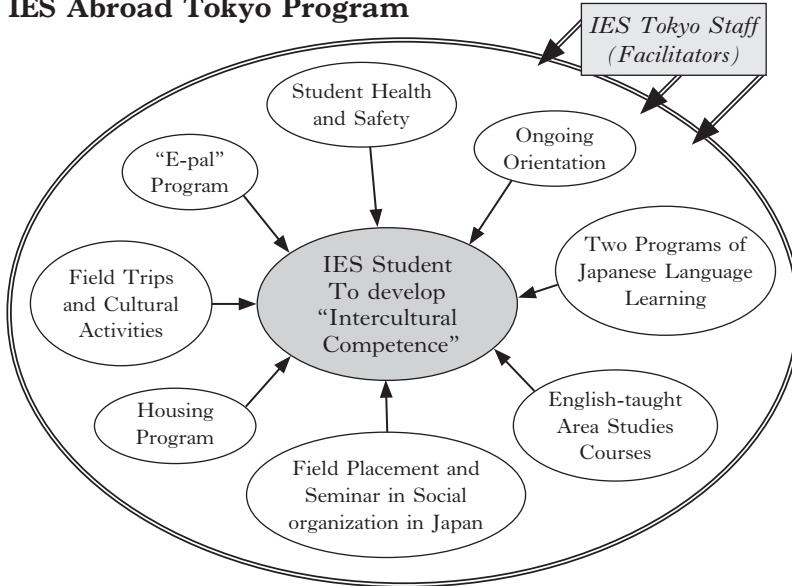 IES Abroad Tokyo Program
IES Tokyo Staff
(Facilitators)
Student Health
and Safety
Ongoing
Orientation
“E-pal”
Program
Two Programs of
Japanese Language
Learning
Field Trips
and Cultural
Activities
IES Student
To develop
“Intercultural
Competence”
Housing
Program
English-taught
Area Studies
Courses
Field Placement and
Seminar in Social
organization in Japan